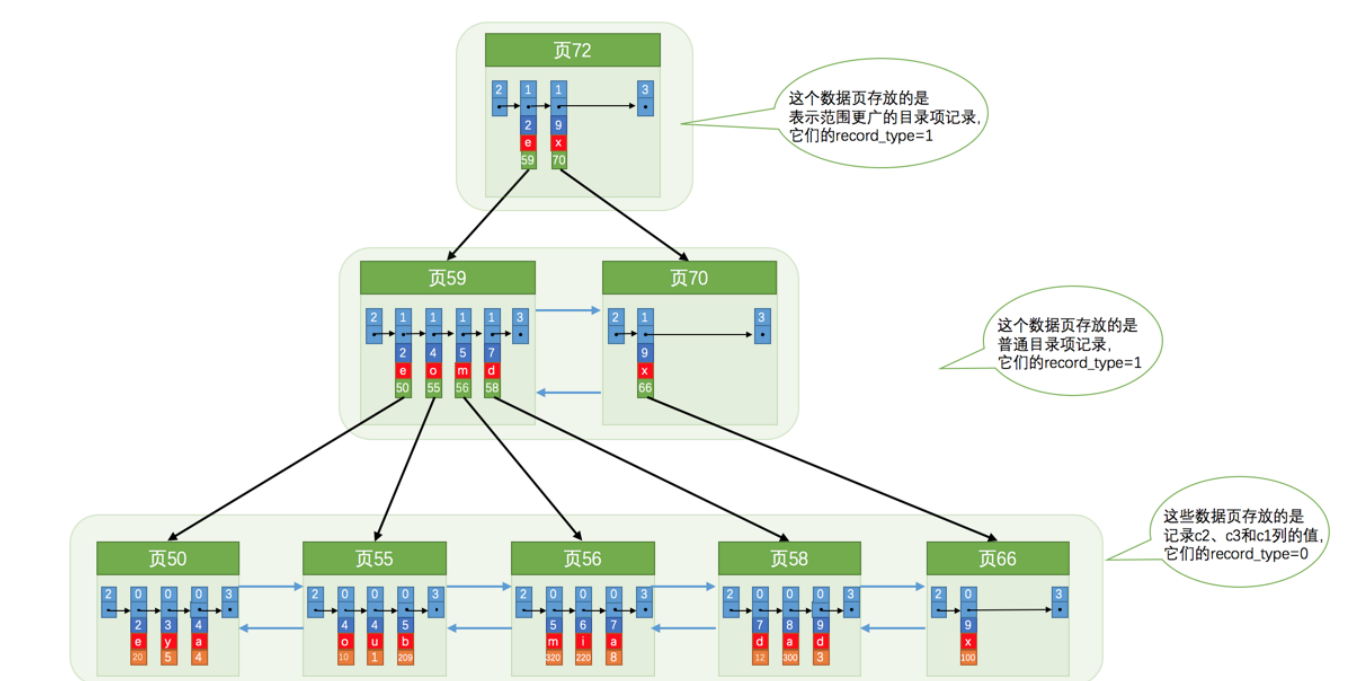 页72
2 1 1 3
2 9
e x
59 70
这个数据页存放的是
表示范围更广的目录项记录,
它们的record_type=1
页59
2 1 1 1 1 3
2 4 5 7
e o m d
50 55 56 58
页70
2 1 3
9
x
66
这个数据页存放的是
普通目录项记录,
它们的record_type=1
页50
2 0 0 0 3
2 3 4
e y a
20 5 4
页55
2 0 0 0 3
4 4 5
o u b
10 1 209
页56
2 0 0 0 3
5 6 7
m i a
320 220 8
页58
2 0 0 0 3
7 8 9
d a d
12 300 3
页66
2 0 3
9
x
100
这些数据页存放的是
记录c2、c3和c1列的值,
它们的record_type=0